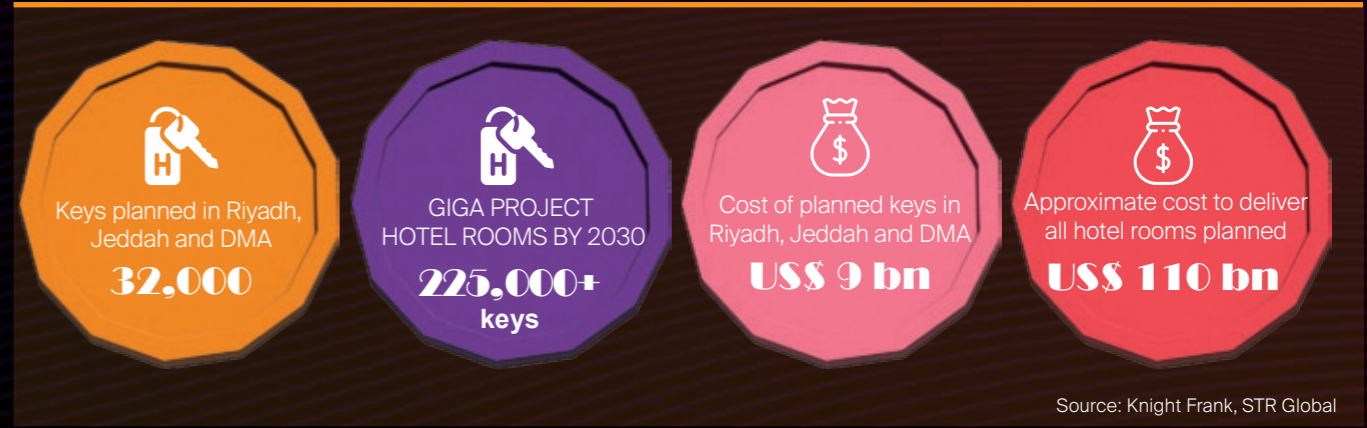 H
Keys planned in Riyadh,
Jeddah and DMA
32,000
H
GIGA PROJECT
HOTEL ROOMS BY 2030
225,000+
keys
$
Cost of planned keys in
Riyadh, Jeddah and DMA
US$ 9 bn
$
Approximate cost to deliver
all hotel rooms planned
US$ 110 bn
Source: Knight Frank, STR Global